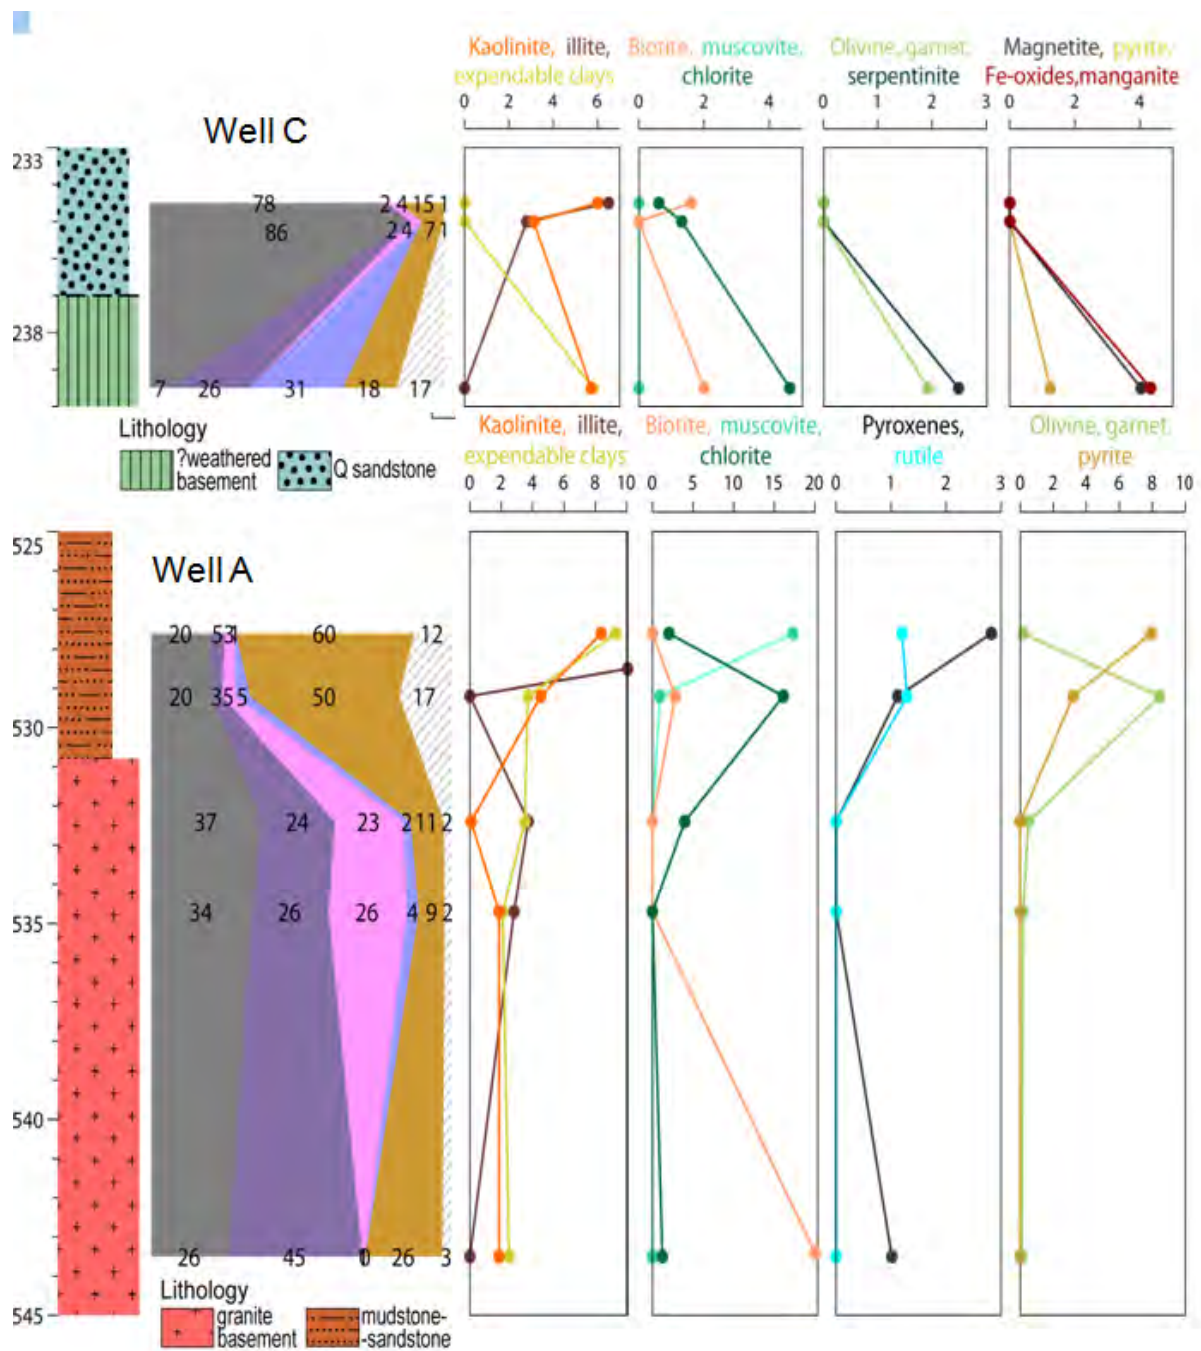 Kaolinite, illite,
expendable clays
Biotite, muscovite,
chlorite
Olivine, garnet,
serpentinite
Magnetite, pyrite,
Fe-oxides,manganite
0 2 4 6
0 2 4
0 1 2 3
0 2 4
Well C
233
78 2 4 15 1
86 2 4 7 1
238
7 26 31 18 17
Lithology
?weathered
basement
Q sandstone
Kaolinite, illite,
expendable clays
Biotite, muscovite,
chlorite
Pyroxenes,
rutile
Olivine, garnet,
pyrite
0 2 4 6 8 10
0 5 10 15 20
0 1 2 3
0 2 4 6 8 10
525
Well A
20 5 3 1 60 12
20 3 5 5 50 17
530
37 24 23 2 11 2
34 26 26 4 9 2
535
540
26 45 0 26 3
545
Lithology
granite
basement
mudstone-
-sandstone